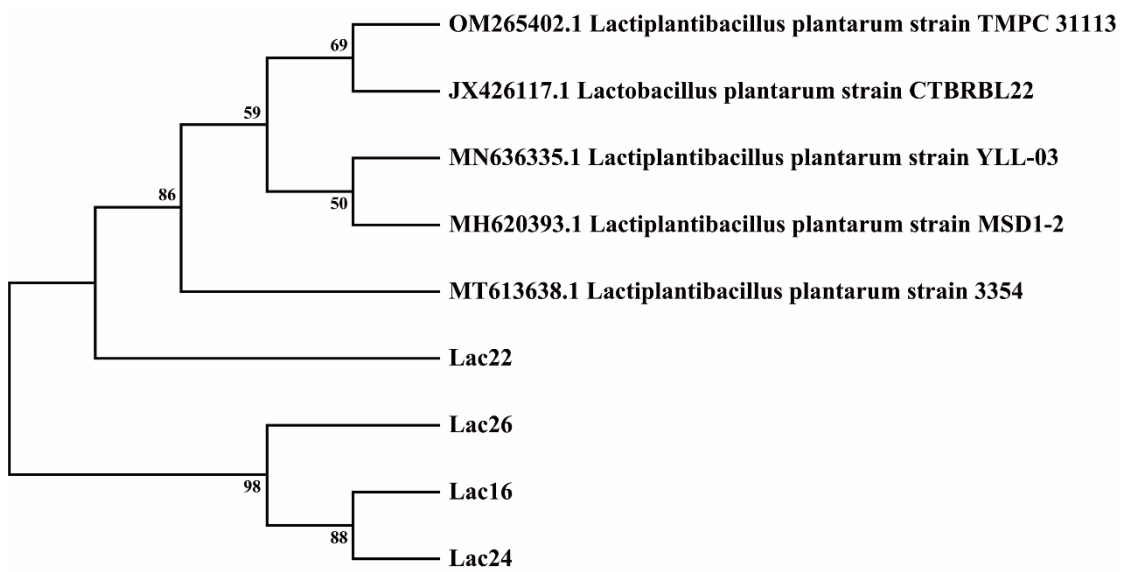 OM265402.1 Lactiplantibacillus plantarum strain TMPC 31113
69
JX426117.1 Lactobacillus plantarum strain CTBRBL22
59
MN636335.1 Lactiplantibacillus plantarum strain YLL-03
86
50
MH620393.1 Lactiplantibacillus plantarum strain MSD1-2
MT613638.1 Lactiplantibacillus plantarum strain 3354
Lac22
Lac26
98
Lac16
88
Lac24